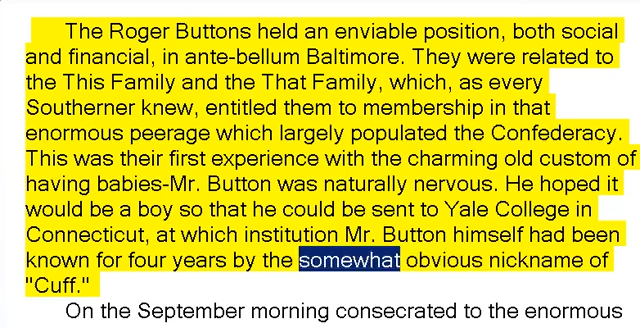 The Roger Buttons held an enviable position, both social
and financial, in ante-bellum Baltimore. They were related to
the This Family and the That Family, which, as every
Southerner knew, entitled them to membership in that
enormous peerage which largely populated the Confederacy.
This was their first experience with the charming old custom of
having babies-Mr. Button was naturally nervous. He hoped it
would be a boy so that he could be sent to Yale College in
Connecticut, at which institution Mr. Button himself had been
known for four years by the somewhat obvious nickname of
"Cuff."
On the September morning consecrated to the enormous